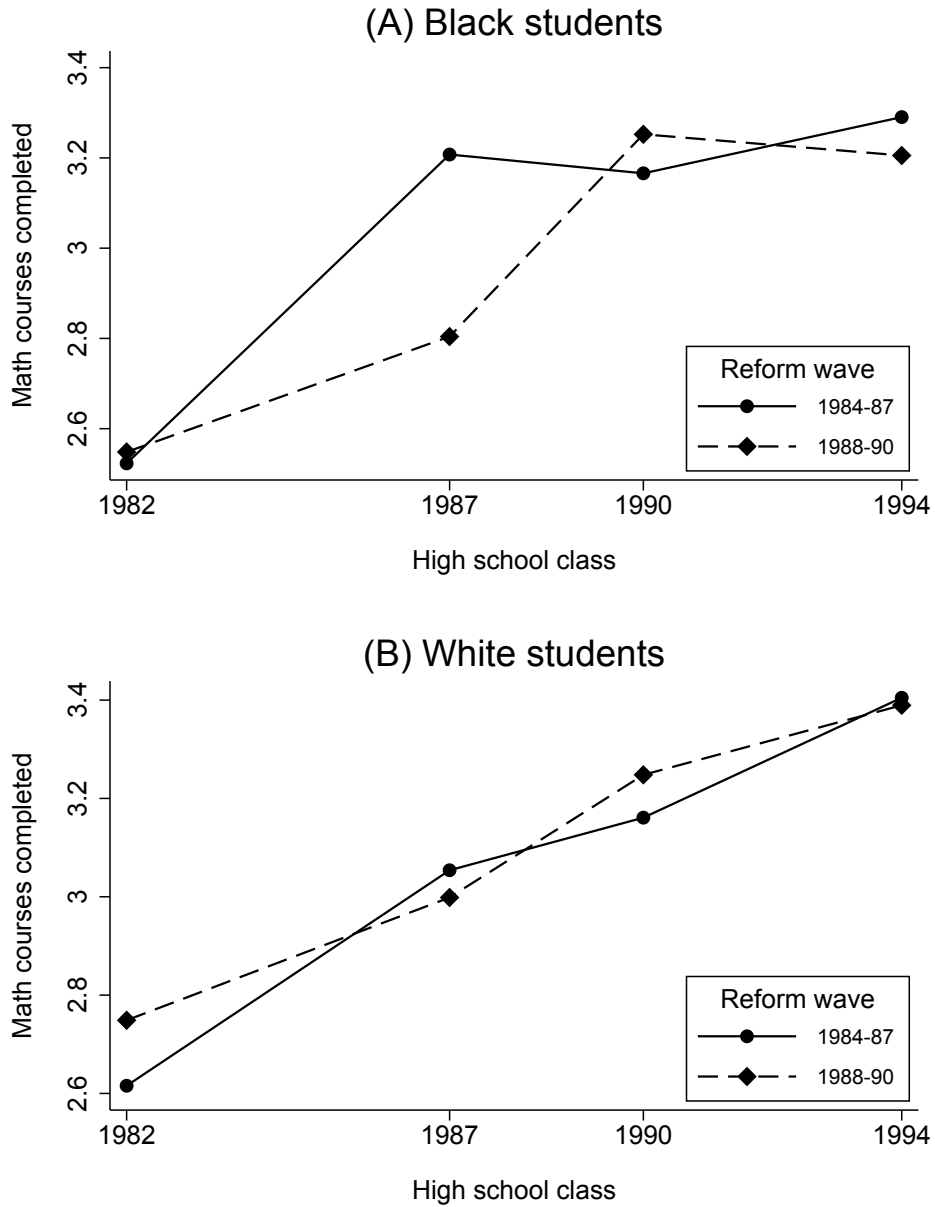 (A) Black students
Math courses completed
3.4
3.2
3
2.8
2.6
Reform wave
1984-87
1988-90
1982 1987 1990 1994
High school class
(B) White students
Math courses completed
3.4
3.2
3
2.8
2.6
Reform wave
1984-87
1988-90
1982 1987 1990 1994
High school class